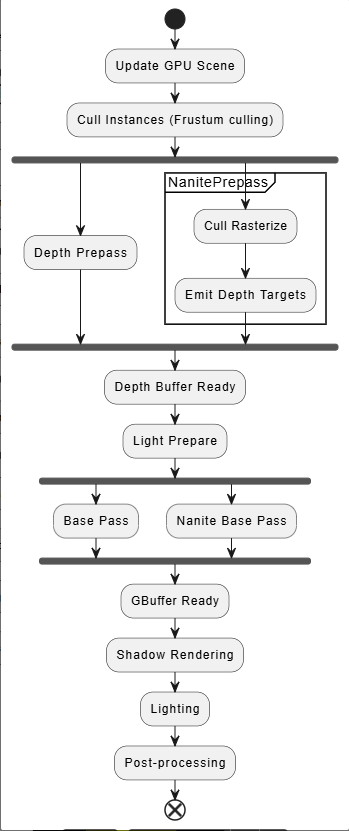 Update GPU Scene
Cull Instances (Frustum culling)
NanitePrepass
Cull Rasterize
Depth Prepass
Emit Depth Targets
Depth Buffer Ready
Light Prepare
Base Pass
Nanite Base Pass
GBuffer Ready
Shadow Rendering
Lighting
Post-processing